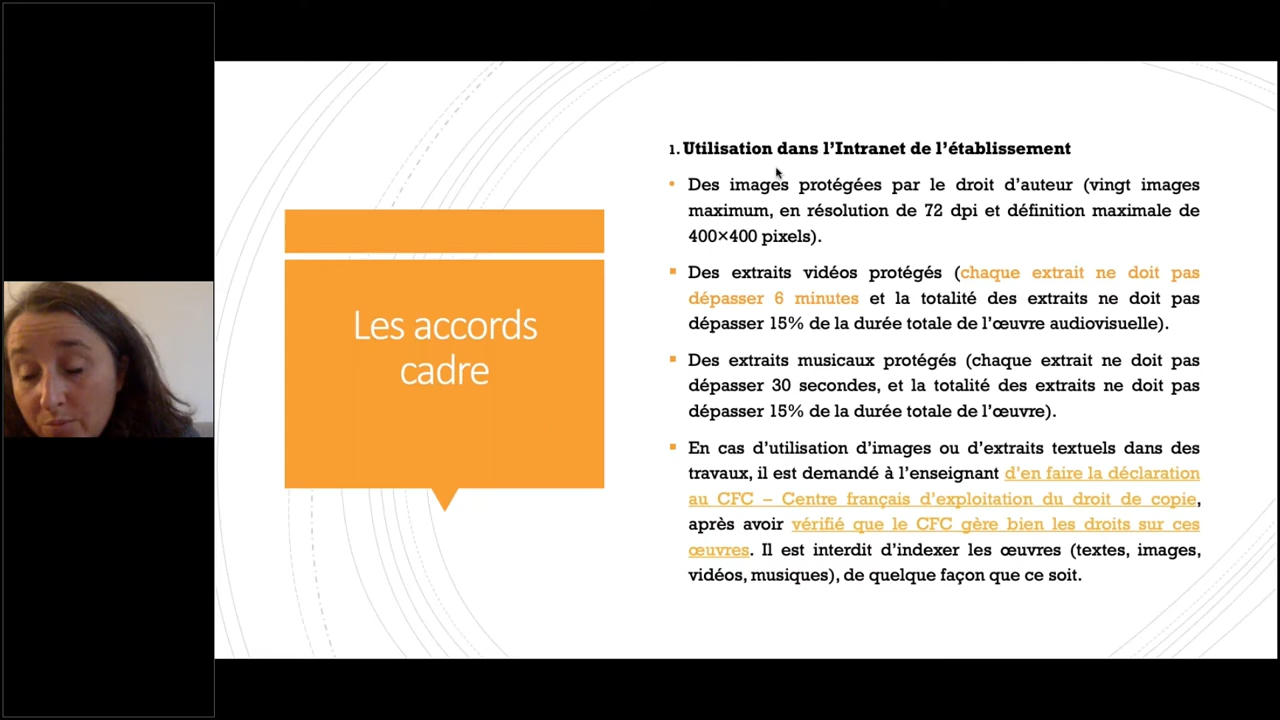 Les accords
cadre
1. Utilisation dans l’Intranet de l’établissement
• Des images protégées par le droit d’auteur (vingt images
maximum, en résolution de 72 dpi et définition maximale de
400×400 pixels).
▪ Des extraits vidéos protégés (chaque extrait ne doit pas
dépasser 6 minutes et la totalité des extraits ne doit pas
dépasser 15% de la durée totale de l’œuvre audiovisuelle).
▪ Des extraits musicaux protégés (chaque extrait ne doit pas
dépasser 30 secondes, et la totalité des extraits ne doit pas
dépasser 15% de la durée totale de l’œuvre).
▪ En cas d’utilisation d’images ou d’extraits textuels dans des
travaux, il est demandé à l’enseignant d’en faire la déclaration
au CFC – Centre français d’exploitation du droit de copie,
après avoir vérifié que le CFC gère bien les droits sur ces
œuvres. Il est interdit d’indexer les œuvres (textes, images,
vidéos, musiques), de quelque façon que ce soit.